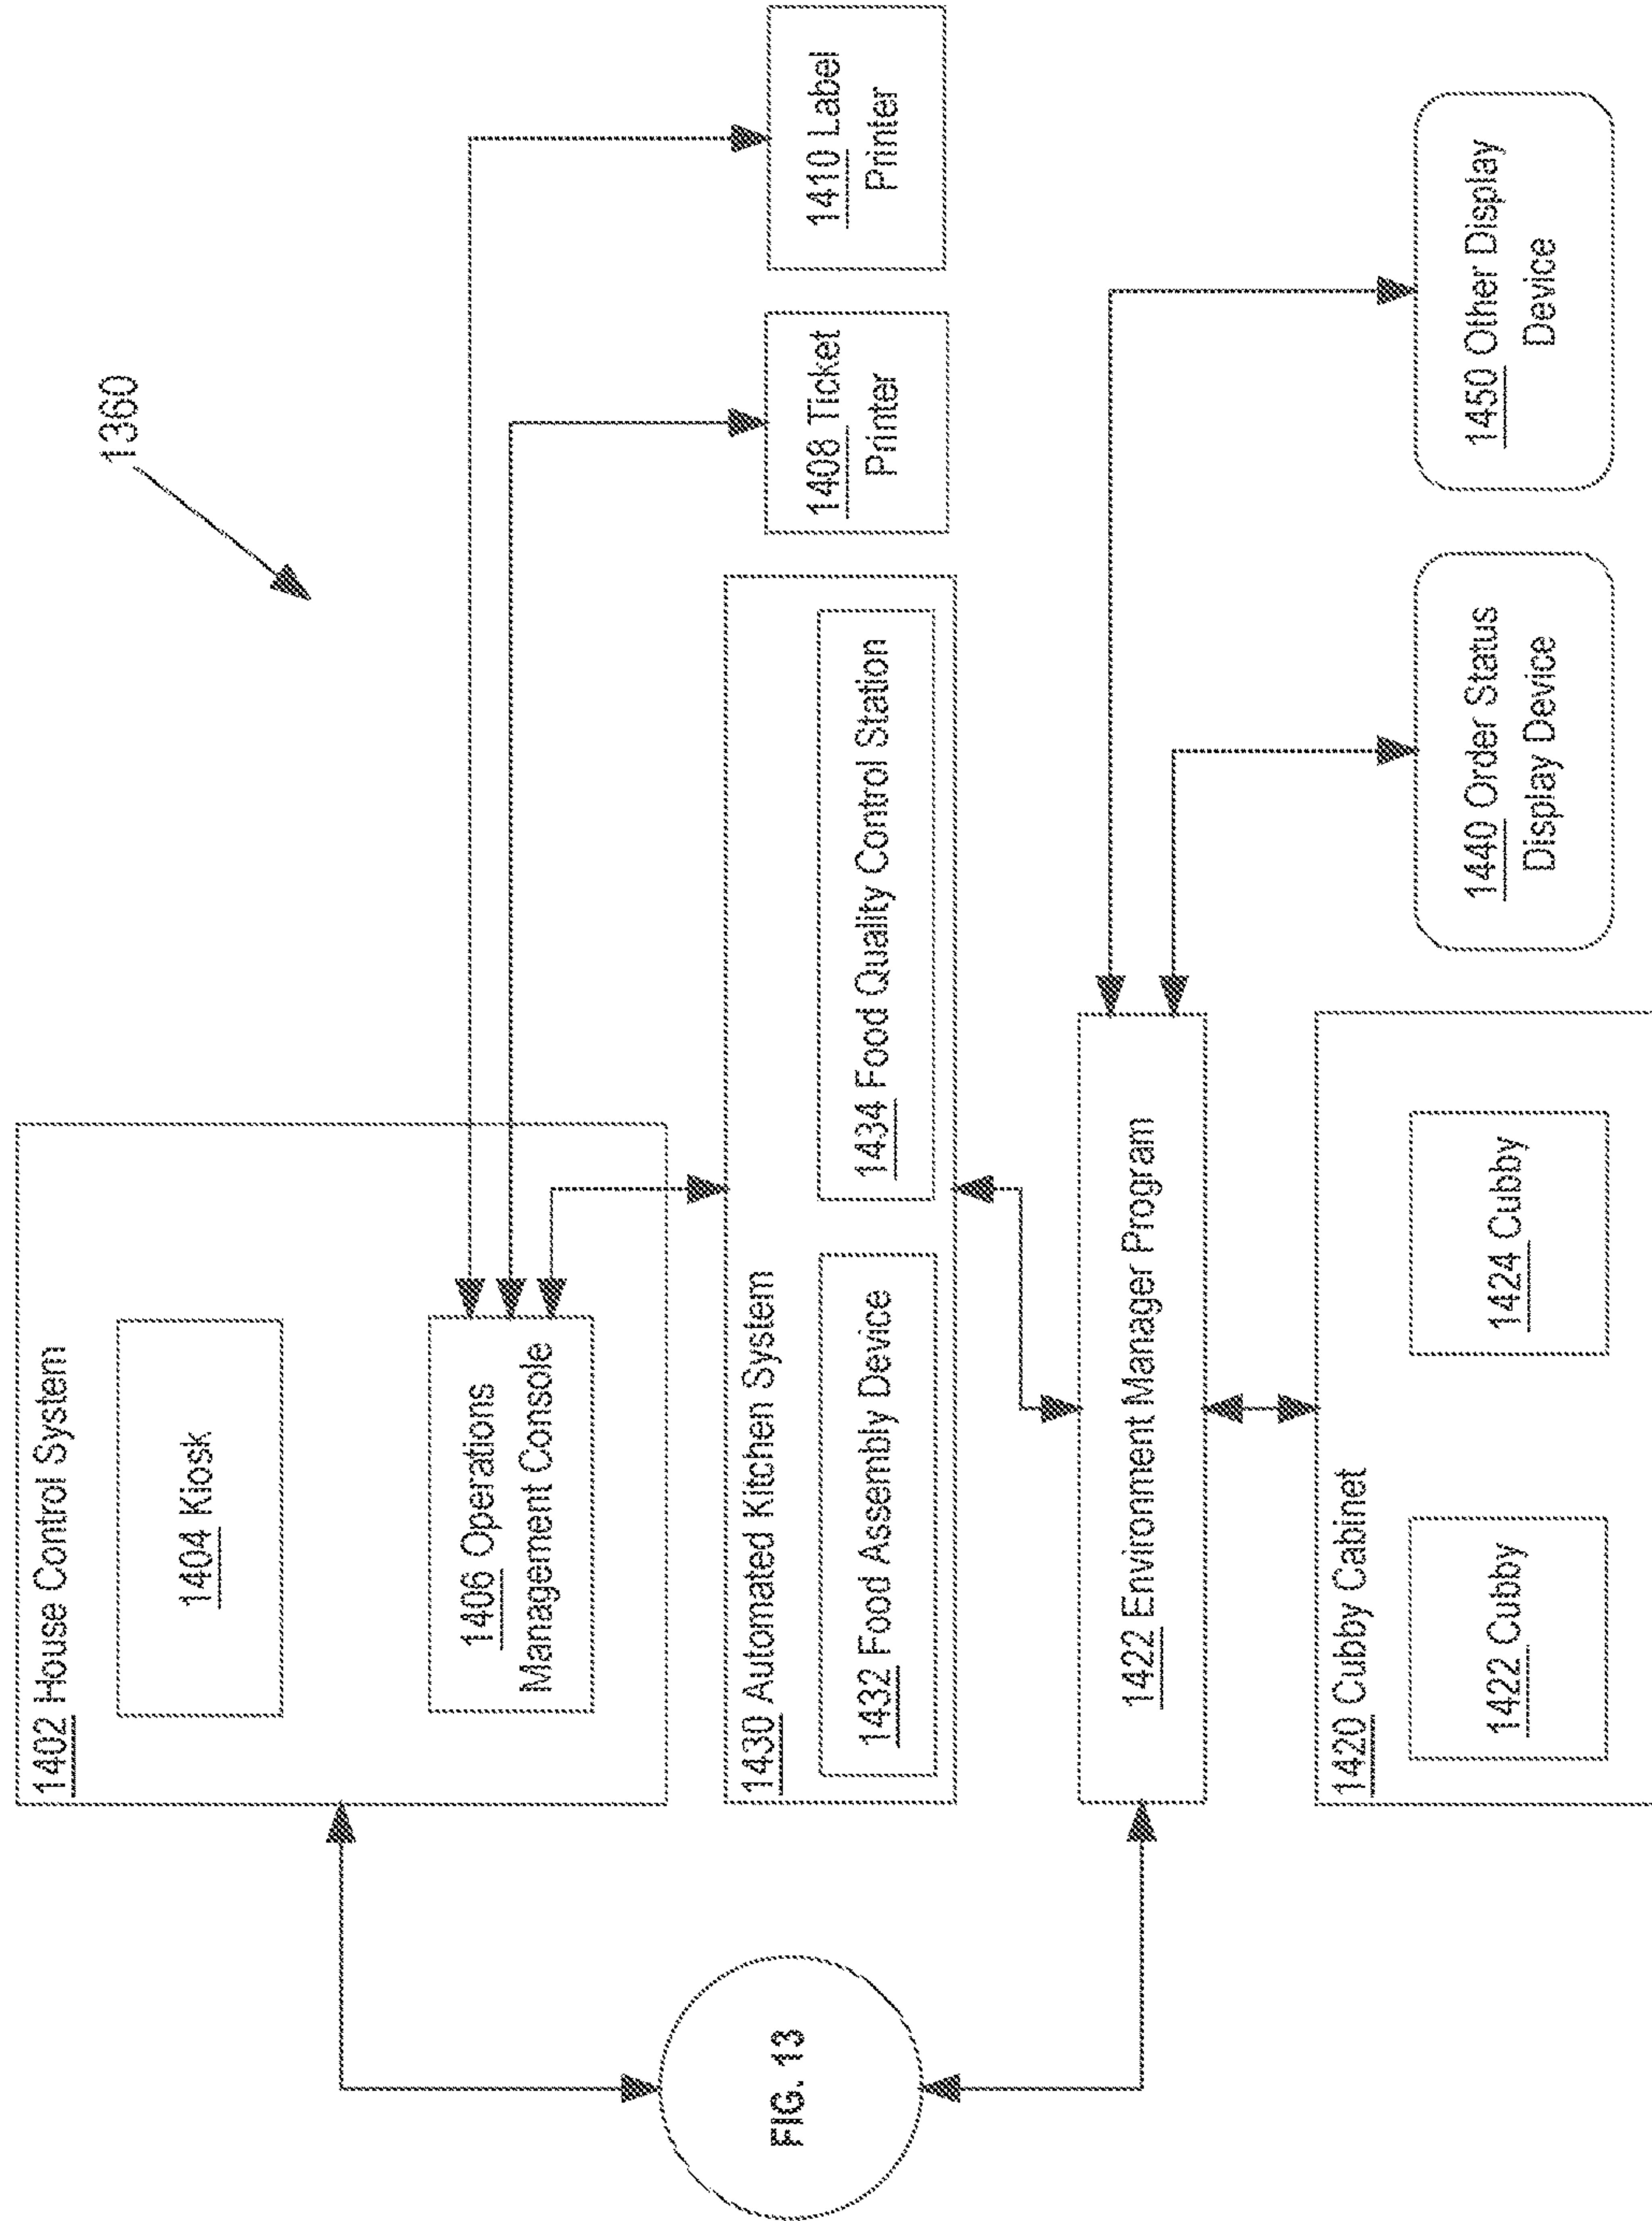 1360
1402 House Control System
1404 Kiosk
1406 Operations
Management Console
1430 Automated Kitchen System
1432 Food Assembly Device
1434 Food Quality Control Station
1408 Ticket
Printer
1410 Label
Printer
FIG. 13
1422 Environment Manager Program
1420 Cubby Cabinet
1422 Cubby
1424 Cubby
1440 Order Status
Display Device
1450 Other Display
Device